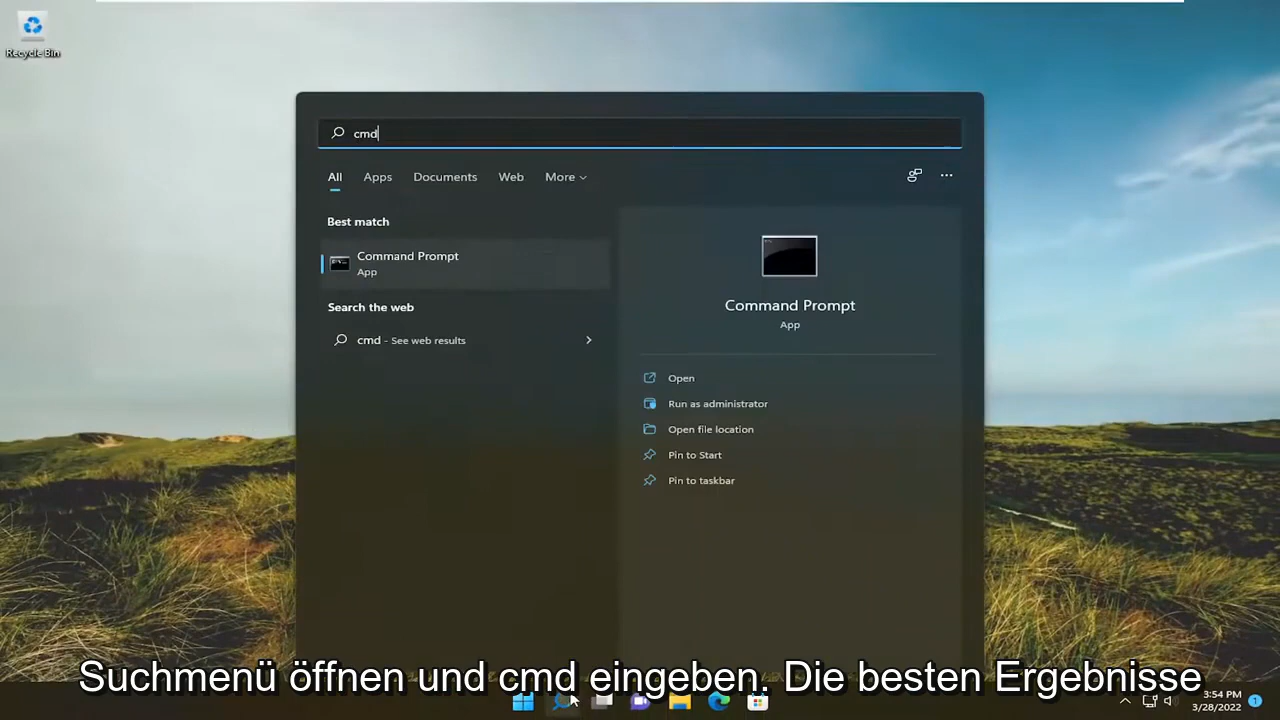 Recycle Bin
cmd
All Apps Documents Web More
Best match
Command Prompt
App
Search the web
cmd - See web results
Command Prompt
App
Open
Run as administrator
Open file location
Pin to Start
Pin to taskbar
Suchmenü öffnen und cmd eingeben. Die besten Ergebnisse
3:54 PM
3/28/2022
1